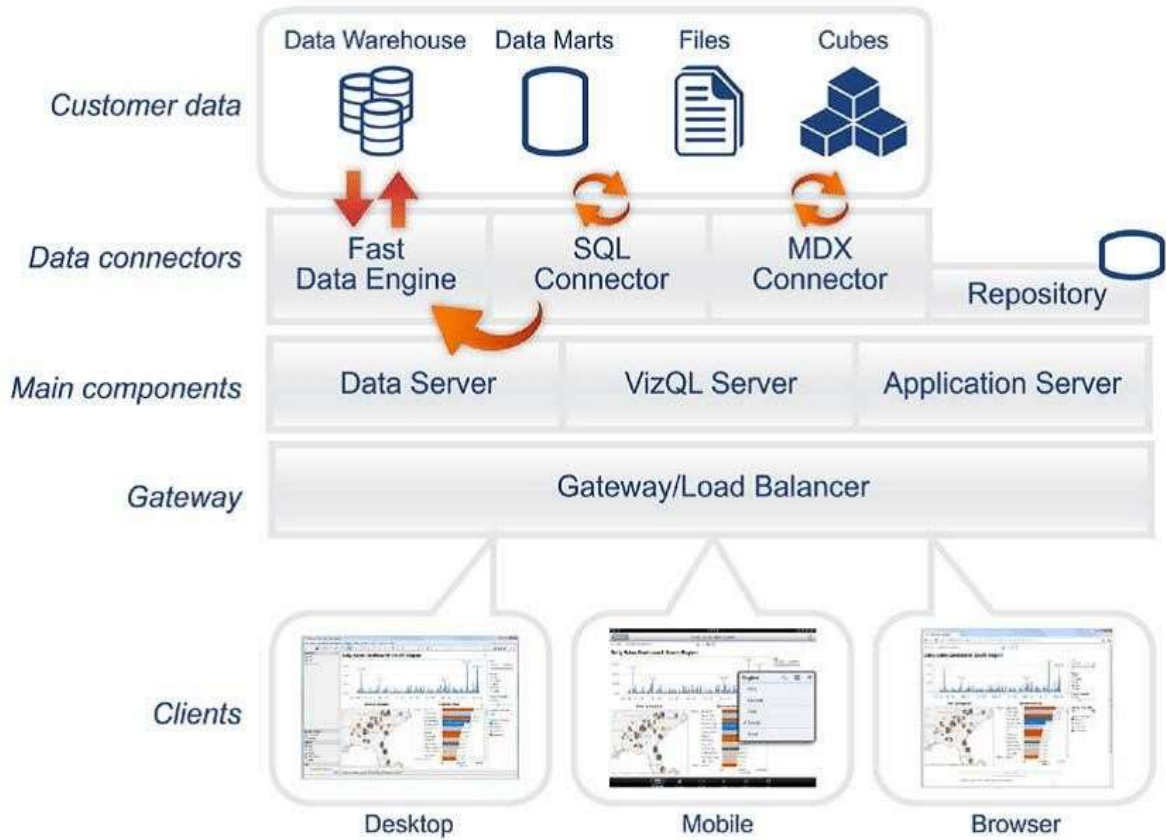 Data Warehouse
Data Marts
Files
Cubes
Customer data
Data connectors
Fast
Data Engine
SQL
Connector
MDX
Connector
Repository
Main components
Data Server
VizQL Server
Application Server
Gateway
Gateway/Load Balancer
Clients
Desktop
Mobile
Browser